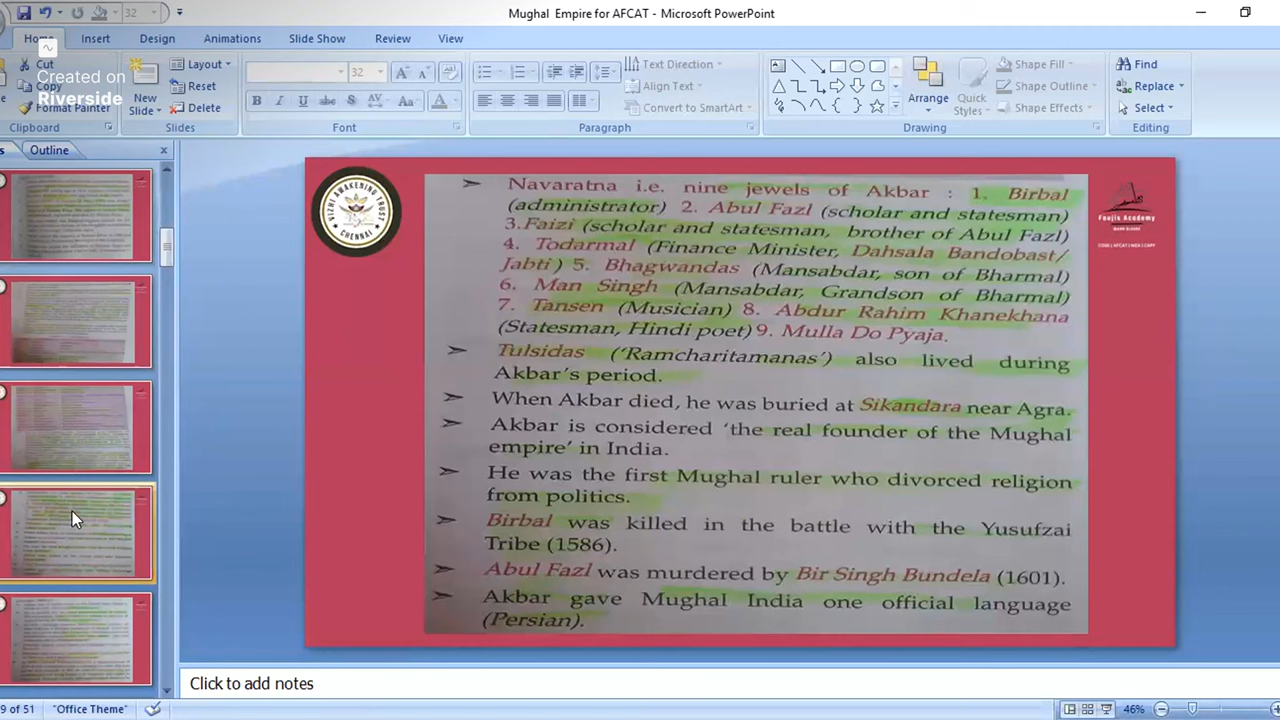 Mughal Empire for AFCAT - Microsoft PowerPoint
32
Home Insert Design Animations Slide Show Review View
Created on
Riverside
Cut
Copy
Format Painter
Clipboard
New
Slide
Layout
Reset
Delete
Slides
32
Font
Text Direction
Align Text
Convert to SmartArt
Paragraph
Arrange
Quick
Styles
Shape Fill
Shape Outline
Shape Effects
Drawing
Find
Replace
Select
Editing
Outline
CHENNAI
Foujis Academy
➤ Navaratna i.e. nine jewels of Akbar : 1. Birbal
(administrator) 2. Abul Fazl (scholar and statesman)
3. Faizi (scholar and statesman, brother of Abul Fazl)
4. Todarmal (Finance Minister, Dahsala Bandobast/
Jabti) 5. Bhagwandas (Mansabdar, son of Bharmal)
6. Man Singh (Mansabdar, Grandson of Bharmal)
7. Tansen (Musician) 8. Abdur Rahim Khanekhana
(Statesman, Hindi poet) 9. Mulla Do Pyaja.
➤ Tulsidas ('Ramcharitamanas') also lived during
Akbar's period.
➤ When Akbar died, he was buried at Sikandara near Agra.
➤ Akbar is considered 'the real founder of the Mughal
empire' in India.
➤ He was the first Mughal ruler who divorced religion
from politics.
➤ Birbal was killed in the battle with the Yusufzai
Tribe (1586).
➤ Abul Fazl was murdered by Bir Singh Bundela (1601).
➤ Akbar gave Mughal India one official language
(Persian).
Click to add notes
9 of 51 "Office Theme" 46%